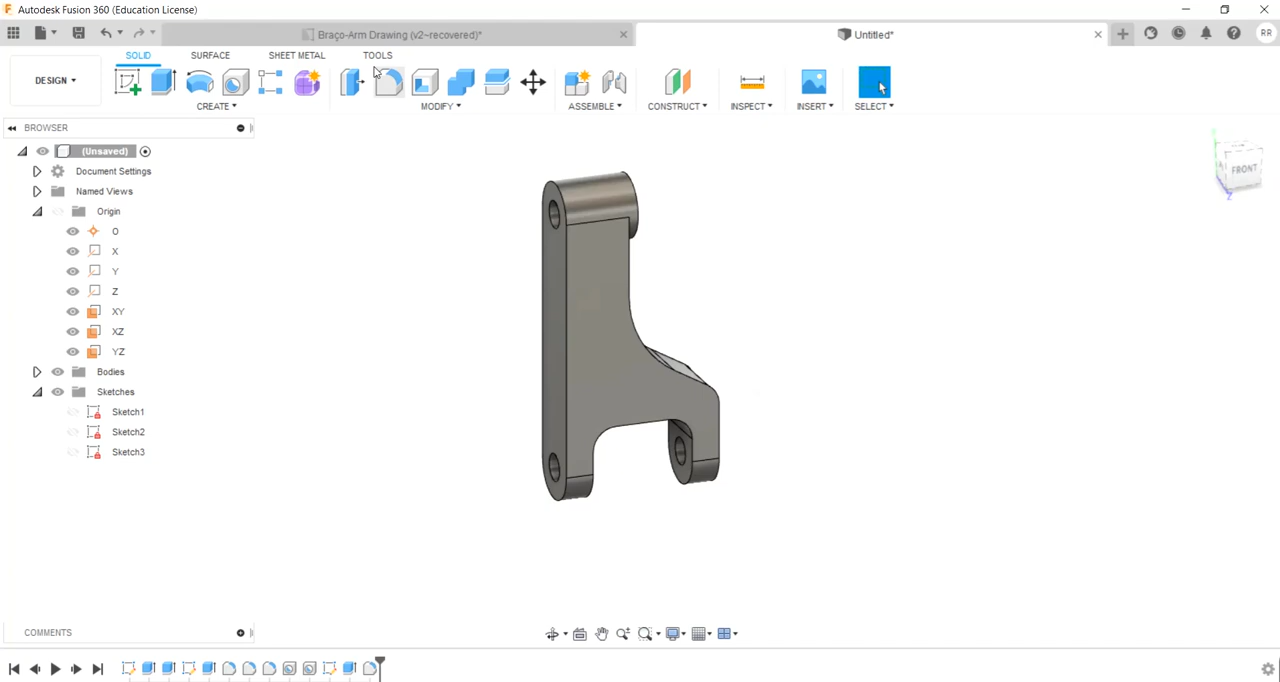 Autodesk Fusion 360 (Education License)
Braço-Arm Drawing (v2~recovered)*
Untitled*
RR
SOLID SURFACE SHEET METAL TOOLS
DESIGN
CREATE MODIFY ASSEMBLE CONSTRUCT INSPECT INSERT SELECT
BROWSER
(Unsaved)
Document Settings
Named Views
Origin
O
X
Y
Z
XY
XZ
YZ
Bodies
Sketches
Sketch1
Sketch2
Sketch3
FRONT
Z
COMMENTS